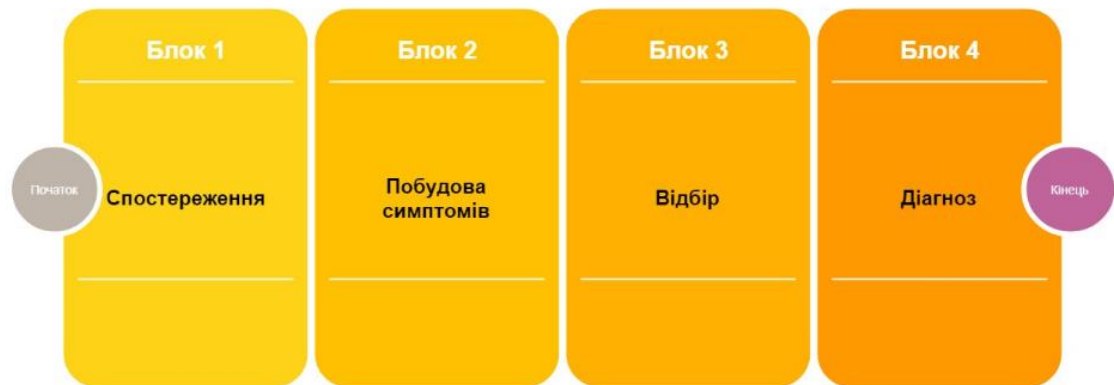 Блок 1
Блок 2
Блок 3
Блок 4
Початок
Спостереження
Побудова
симптомів
Відбір
Діагноз
Кінець